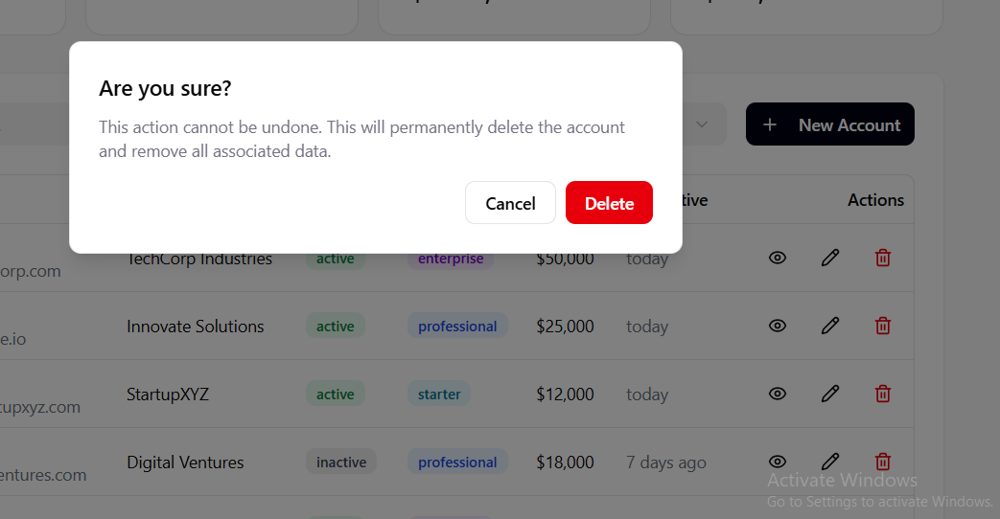 Are you sure?
This action cannot be undone. This will permanently delete the account
and remove all associated data.
Cancel
Delete
New Account
Actions
orp.com
TechCorp Industries active enterprise $50,000 today
e.io
Innovate Solutions active professional $25,000 today
StartupXYZ active starter $12,000 today
tupxyz.com
Digital Ventures inactive professional $18,000 7 days ago
entures.com
Activate Windows
Go to Settings to activate Windows.